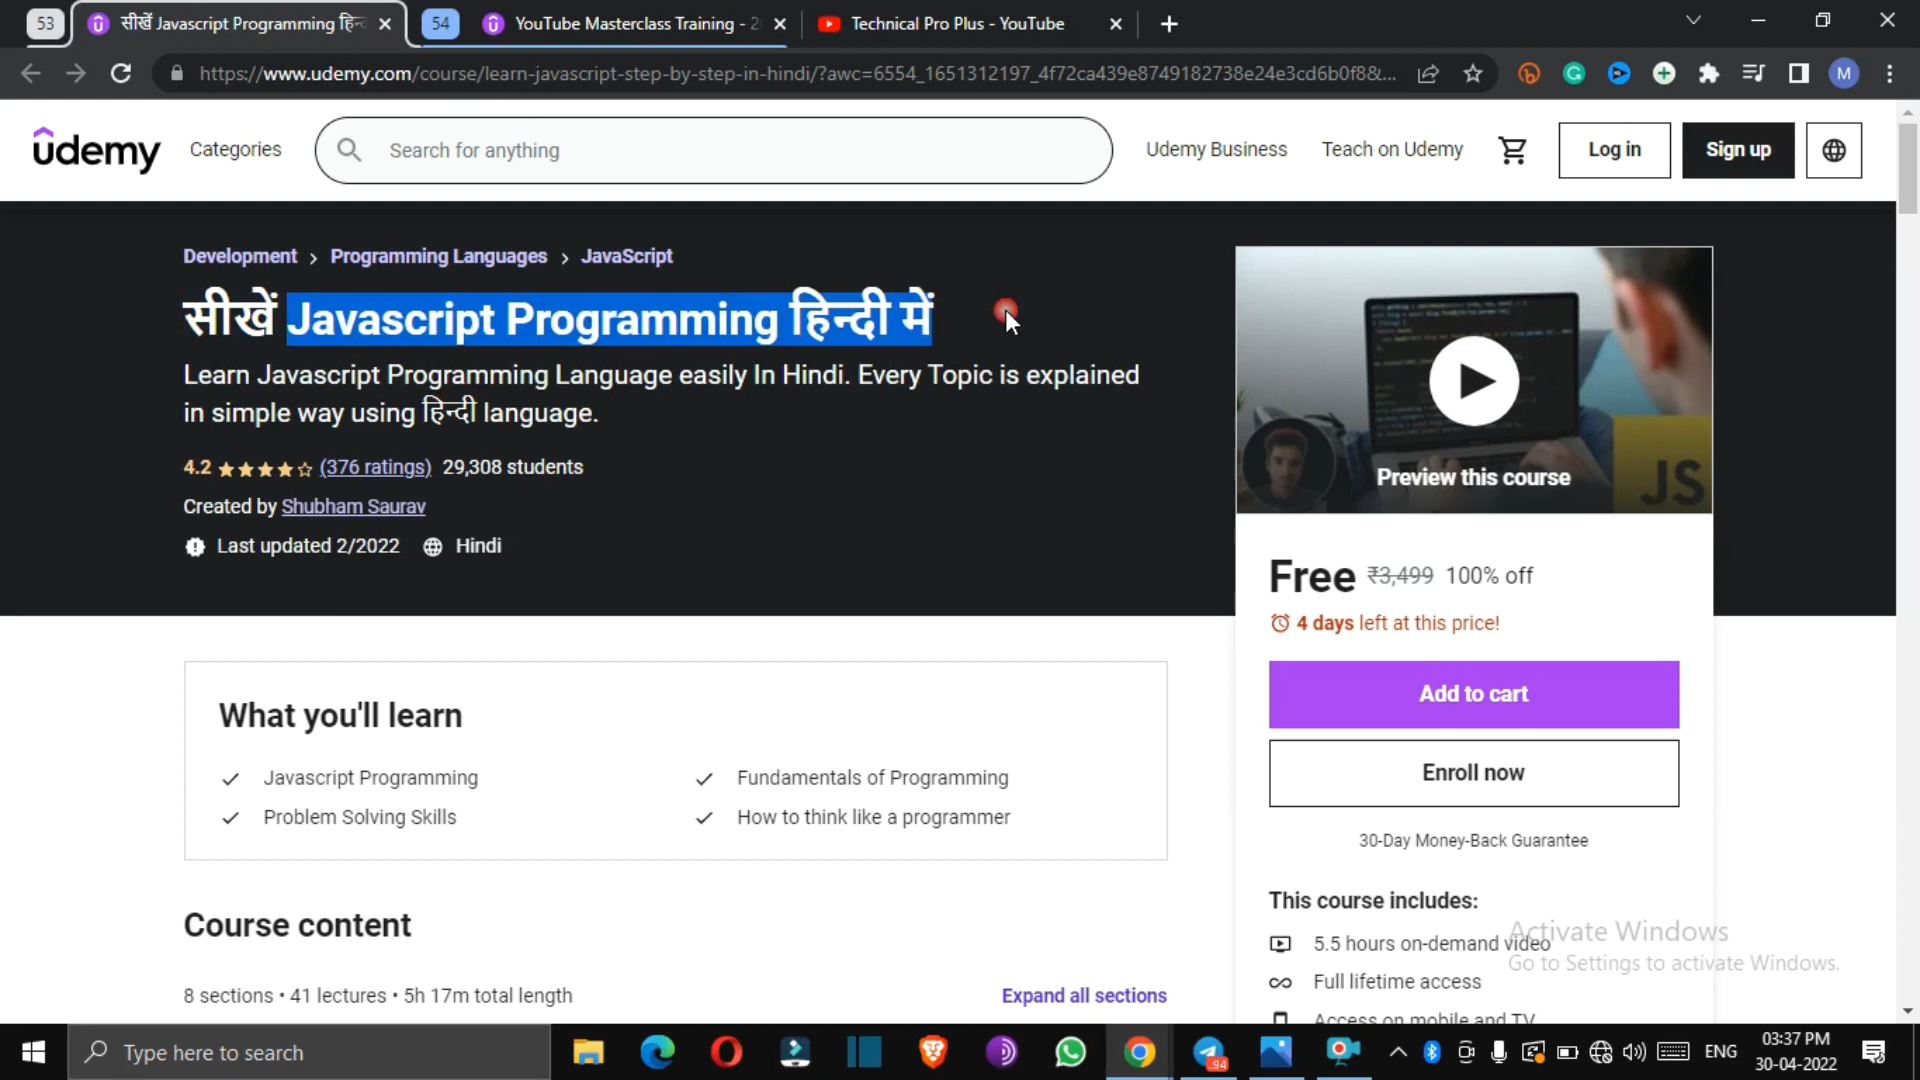 53 सीखें Javascript Programming हिन्द 54 YouTube Masterclass Training - 2 Technical Pro Plus - YouTube
https://www.udemy.com/course/learn-javascript-step-by-step-in-hindi/?awc=6554_1651312197_4f72ca439e8749182738e24e3cd6b0f8&... M
udemy Categories Search for anything Udemy Business Teach on Udemy Log in Sign up
Development > Programming Languages > JavaScript
सीखें Javascript Programming हिन्दी में
Learn Javascript Programming Language easily In Hindi. Every Topic is explained
in simple way using हिन्दी language.
4.2 (376 ratings) 29,308 students
Created by Shubham Saurav
Last updated 2/2022 Hindi
JS
Preview this course
Free ₹3,499 100% off
4 days left at this price!
Add to cart
Enroll now
30-Day Money-Back Guarantee
This course includes:
5.5 hours on-demand video
Full lifetime access
Access on mobile and TV
What you'll learn
Javascript Programming
Fundamentals of Programming
Problem Solving Skills
How to think like a programmer
Course content
8 sections • 41 lectures • 5h 17m total length Expand all sections
Activate Windows
Go to Settings to activate Windows.
Type here to search 94 ENG 03:37 PM
30-04-2022